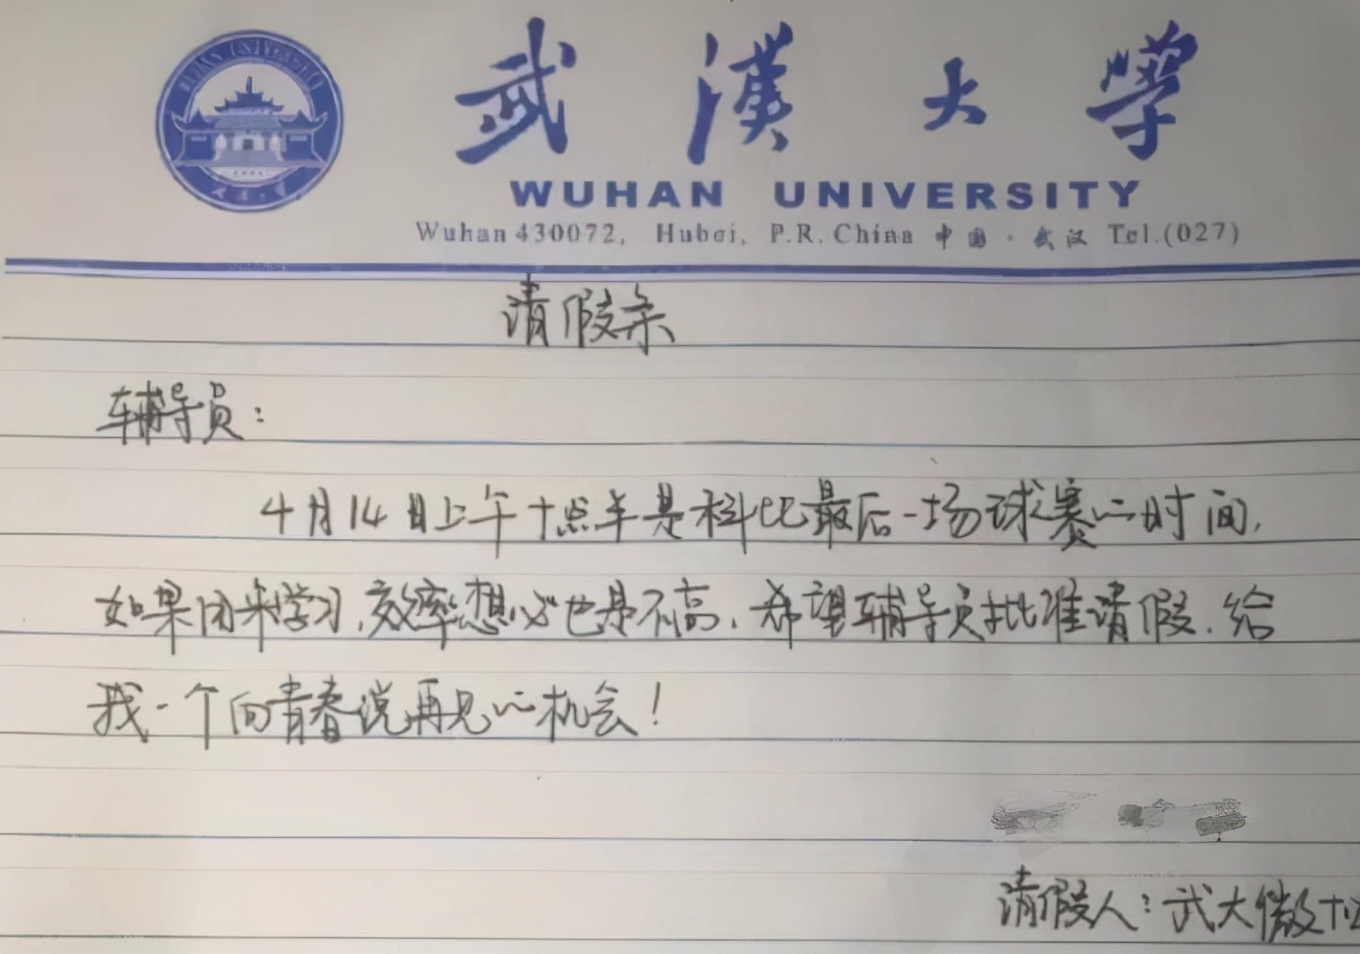 WUHAN UNIVERSITY
武漢大學
WUHAN UNIVERSITY
Wuhan 430072, Hubei, P.R.China 中国·武汉 Tel.(027)
请假条
辅导员:
4月14日上午十点半是科比最后一场球赛的时间,
如果用来学习,效率想必也是不高,希望辅导员批准请假,给
我一个向青春说再见的机会!
请假人:武大微